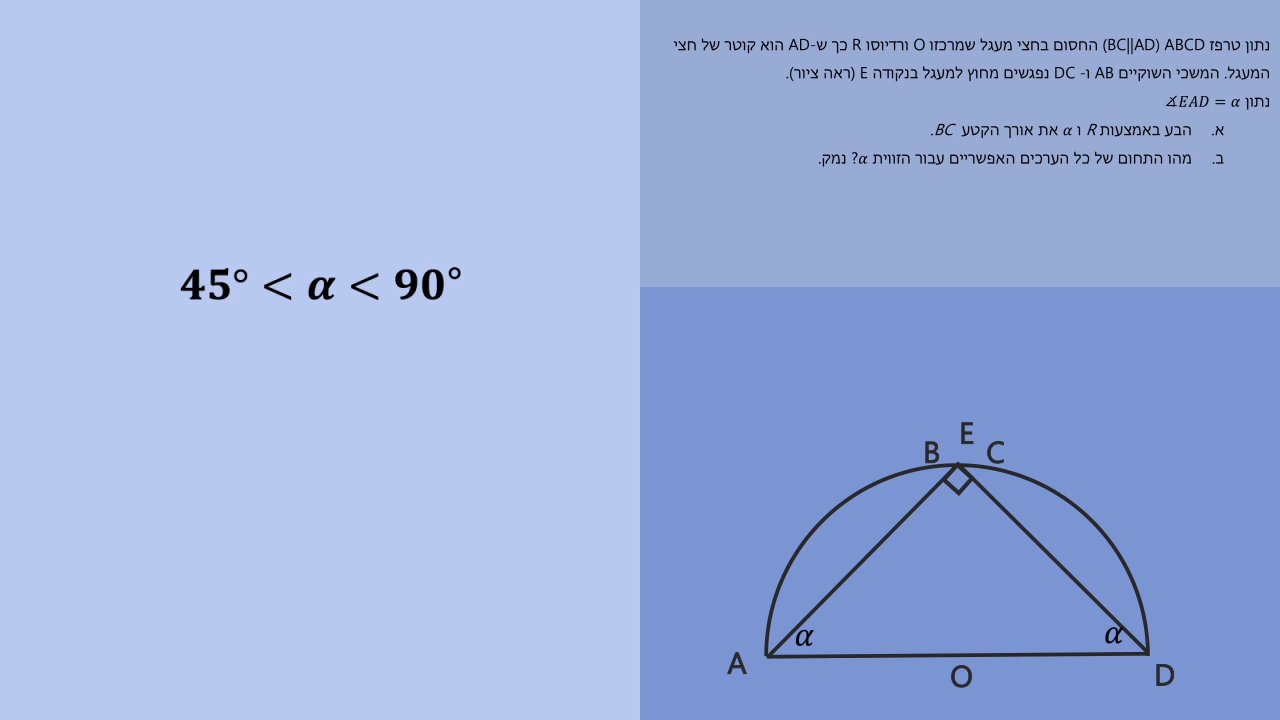 נתון טרפז ABCD (BC||AD) החסום בחצי מעגל שמרכזו O ורדיוסו R כך ש-AD הוא קוטר של חצי
המעגל. המשכי השוקיים AB ו- DC נפגשים מחוץ למעגל בנקודה E (ראה ציור).
נתון ∡EAD = α
א. הבע באמצעות R ו α את אורך הקטע BC.
ב. מהו התחום של כל הערכים האפשריים עבור הזווית α? נמק.
45° < α < 90°
E
B C
α α
A O D